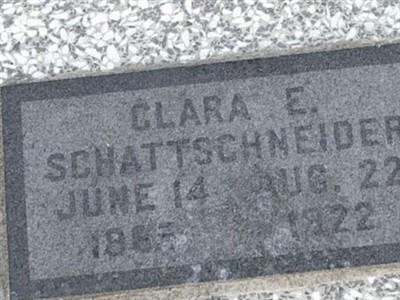 CLARA E.
SCHATTSCHNEIDER
JUNE 14 AUG. 22
1922